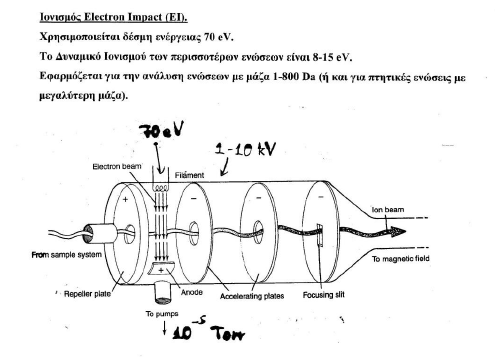 Ιονισμός Electron Impact (EI).
Χρησιμοποιείται δέσμη ενέργειας 70 eV.
Το Δυναμικό Ιονισμού των περισσοτέρων ενώσεων είναι 8-15 eV.
Εφαρμόζεται για την ανάλυση ενώσεων με μάζα 1-800 Da (ή και για πτητικές ενώσεις με
μεγαλύτερη μάζα).
70 eV
1-10 kV
Electron beam
Filament
+
-
-
-
Ion beam
From sample system
To magnetic field
+
Repeller plate
Anode
Accelerating plates
Focusing slit
To pumps
10⁻⁵ Torr